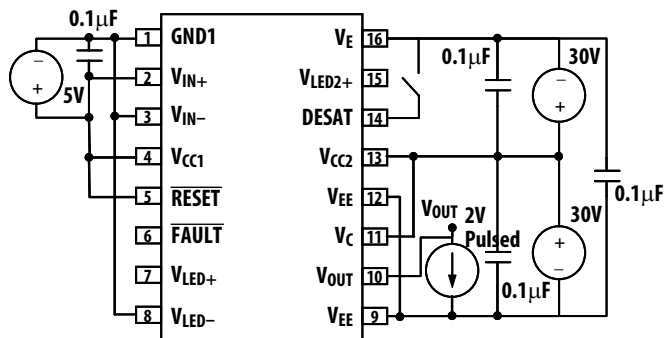 0.1μF
5V
1 GND1
2 VIN+
3 VIN-
4 VCC1
5 RESET
6 FAULT
7 VLED+
8 VLED-
VE 16
VLED2+ 15
DESAT 14
VCC2 13
VEE 12
VC 11
VOUT 10
VEE 9
0.1μF
30V
0.1μF
30V
VOUT
2V
Pulsed
0.1μF